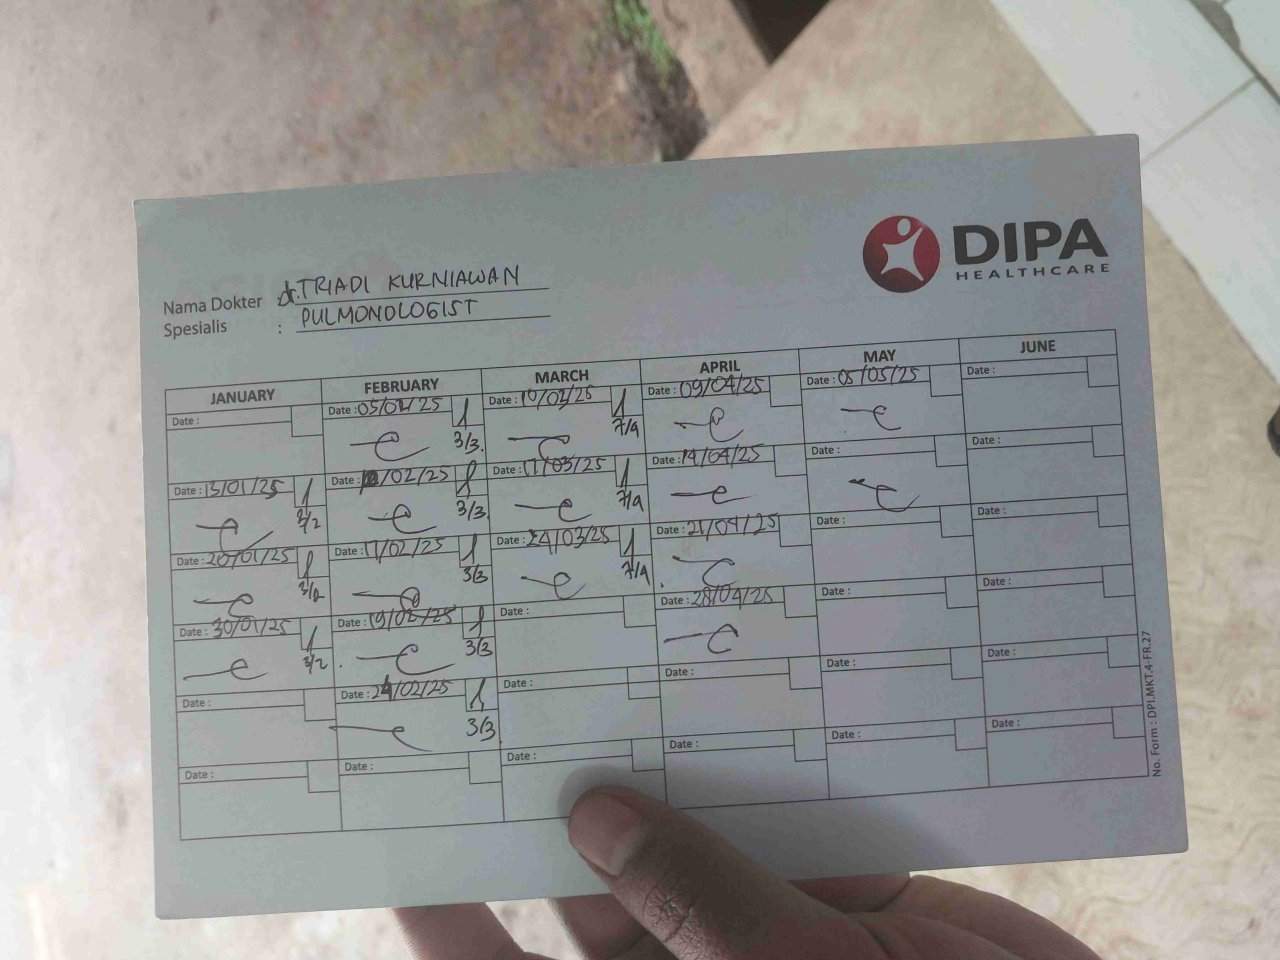 DIPA
HEALTHCARE
Nama Dokter dr. TRIADI KURNIAWAN
Spesialis : PULMONOLOGIST
JANUARY FEBRUARY MARCH APRIL MAY JUNE
Date : Date : 05/02/25 Date : 10/03/25 Date : 09/04/25 Date : 05/05/25 Date :
3/3. 7/4
Date : 13/01/25 Date : 10/02/25 Date : 17/03/25 Date : 14/04/25 Date : Date :
3/2 3/3 7/4
Date : 20/01/25 Date : 17/02/25 Date : 24/03/25 Date : 21/04/25 Date : Date :
3/2 3/3 7/4
Date : 30/01/25 Date : 19/02/25 Date : Date : 28/04/25 Date : Date :
3/2 3/3
Date : Date : 24/02/25 Date : Date : Date : Date :
3/3
Date : Date : Date : Date : Date : Date :
No. Form : DPI.MKT.4-FR.27